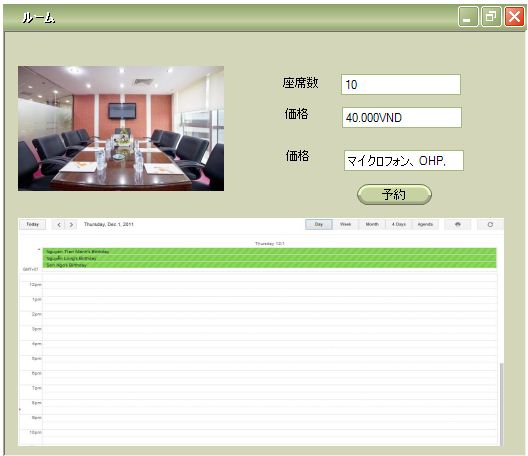 ルーム
座席数
10
価格
40.000VND
価格
マイクロフォン、OHP,
予約
Today < > Thursday, Dec 1, 2011 Day Week Month 4 Days Agenda
Thursday 12/1
Nguyen Tran Manh's Birthday
Nguyễn Long's Birthday
Sen Ngo's Birthday
GMT+07
12pm
1pm
2pm
3pm
4pm
5pm
6pm
7pm
8pm
9pm
10pm